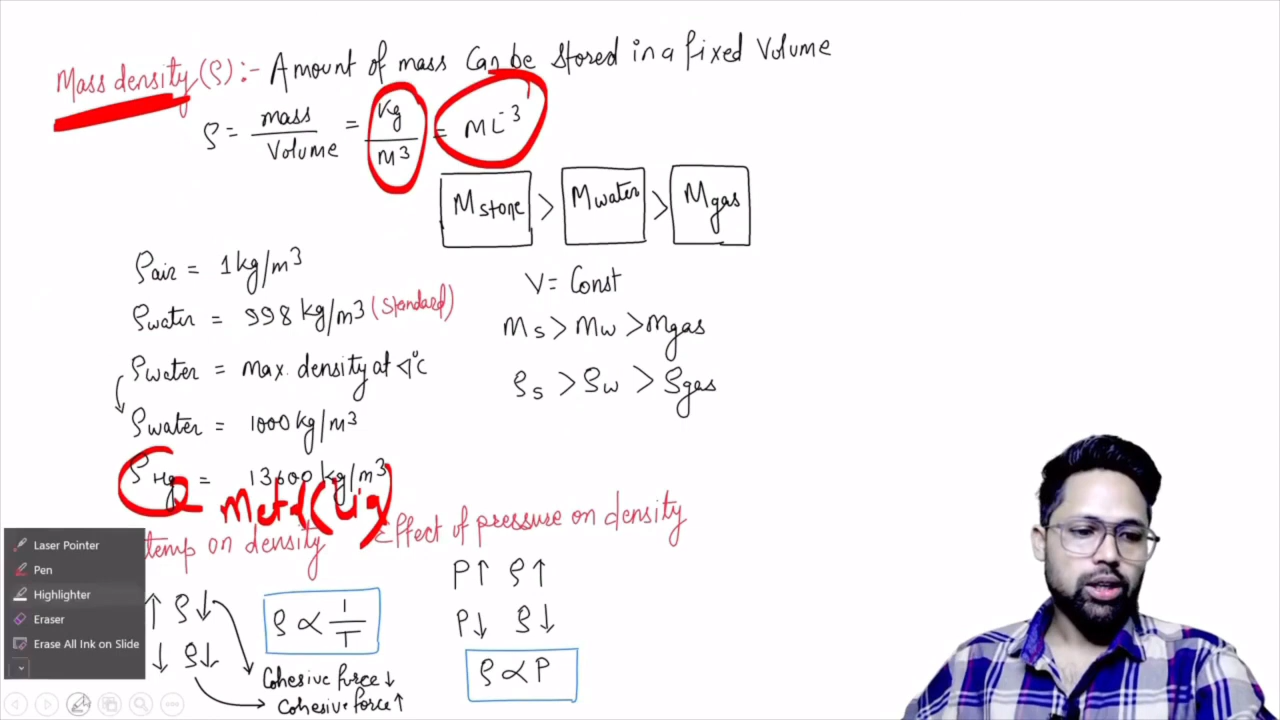 Mass density (ρ):- Amount of mass Can be stored in a fixed Volume
ρ = mass / Volume = Kg / M³ = ML⁻³
Mstone > Mwater > Mgas
ρair = 1kg/m³
V = Const
ρwater = 998 kg/m³ (Standard)
Ms > Mw > Mgas
ρwater = max. density at 4°C
ρs > ρw > ρgas
ρwater = 1000 kg/m³
ρHg = 13600 kg/m³
temp on density
Effect of pressure on density
Laser Pointer
Pen
Highlighter
Eraser
Erase All Ink on Slide
↑ ρ↓
↓ ρ↓
ρ ∝ 1/T
Cohesive force ↓
Cohesive force ↑
P↑ ρ↑
P↓ ρ↓
ρ ∝ P